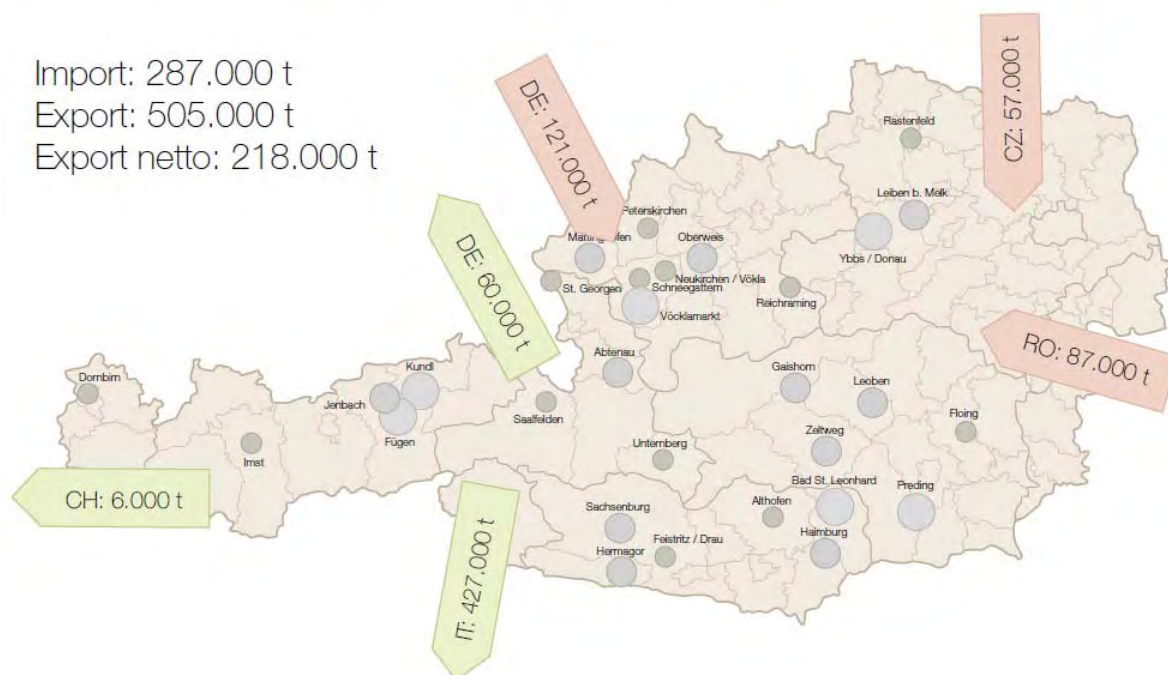 Import: 287.000 t
Export: 505.000 t
Export netto: 218.000 t
DE: 121.000 t
CZ: 57.000 t
DE: 60.000 t
RO: 87.000 t
CH: 6.000 t
IT: 427.000 t
Rastenfeld
Leiben b. Melk
Ybbs / Donau
Peterskirchen
Oberweis
St. Georgen
Neukirchen / Vökla
Schneegattern
Vöcklamarkt
Reichraming
Abtenau
Gaishorn
Leoben
Floing
Zeltweg
Kundl
Jenbach
Fügen
Dornbirn
Imst
Saalfelden
Unternberg
Bad St. Leonhard
Preding
Althofen
Haimburg
Sachsenburg
Feistritz / Drau
Hermagor